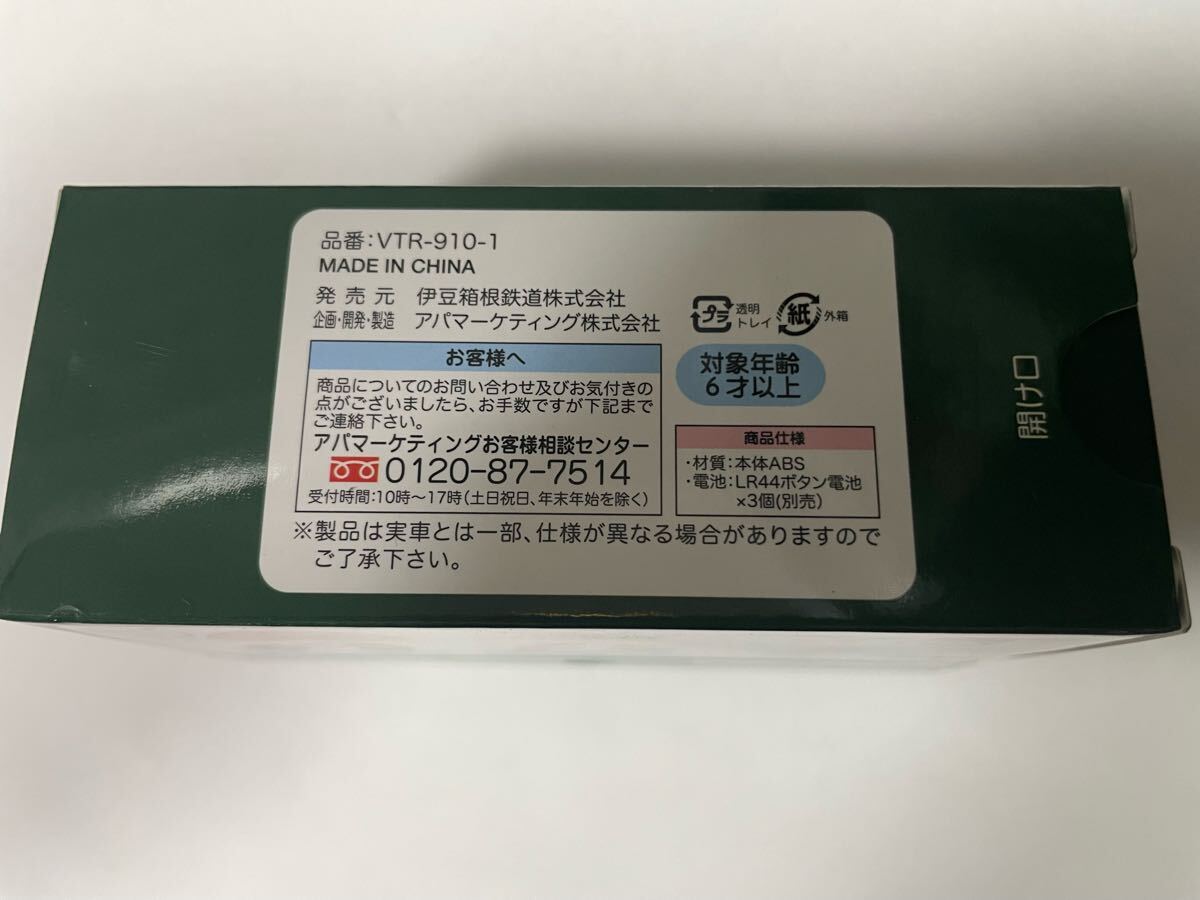 品番:VTR-910-1
MADE IN CHINA
発売元 伊豆箱根鉄道株式会社
企画・開発・製造 アパマーケティング株式会社
プラ 透明トレイ 紙 外箱
お客様へ
商品についてのお問い合わせ及びお気付きの
点がございましたら、お手数ですが下記まで
ご連絡下さい。
アパマーケティングお客様相談センター
0120-87-7514
受付時間:10時〜17時(土日祝日、年末年始を除く)
対象年齢
6才以上
商品仕様
・材質:本体ABS
・電池:LR44ボタン電池
×3個(別売)
※製品は実車とは一部、仕様が異なる場合がありますので
ご了承下さい。
開け口